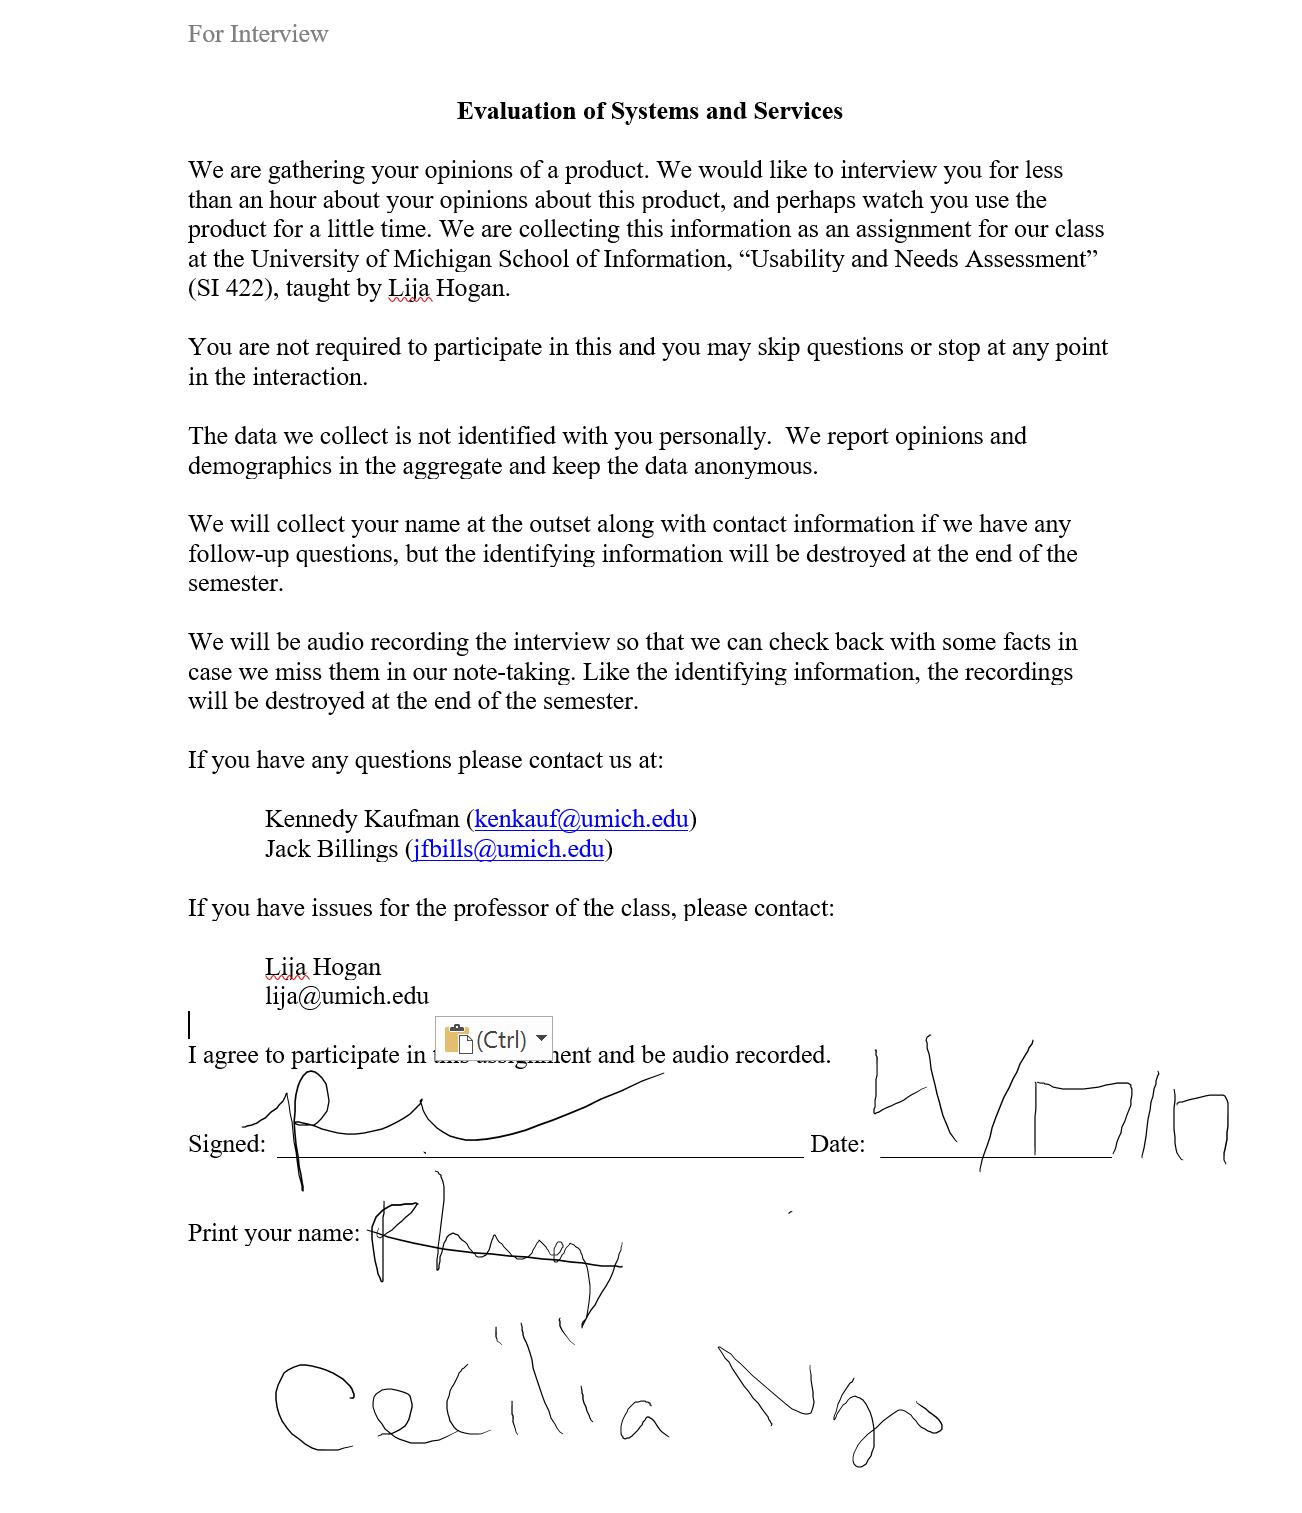 For Interview
Evaluation of Systems and Services
We are gathering your opinions of a product. We would like to interview you for less
than an hour about your opinions about this product, and perhaps watch you use the
product for a little time. We are collecting this information as an assignment for our class
at the University of Michigan School of Information, “Usability and Needs Assessment”
(SI 422), taught by Lija Hogan.
You are not required to participate in this and you may skip questions or stop at any point
in the interaction.
The data we collect is not identified with you personally.  We report opinions and
demographics in the aggregate and keep the data anonymous.
We will collect your name at the outset along with contact information if we have any
follow-up questions, but the identifying information will be destroyed at the end of the
semester.
We will be audio recording the interview so that we can check back with some facts in
case we miss them in our note-taking. Like the identifying information, the recordings
will be destroyed at the end of the semester.
If you have any questions please contact us at:
Kennedy Kaufman (kenkauf@umich.edu)
Jack Billings (jfbills@umich.edu)
If you have issues for the professor of the class, please contact:
Lija Hogan
lija@umich.edu
(Ctrl)
I agree to participate in and be audio recorded.
Signed: Date: 4/17/17
Print your name:
Cecilia Ngo